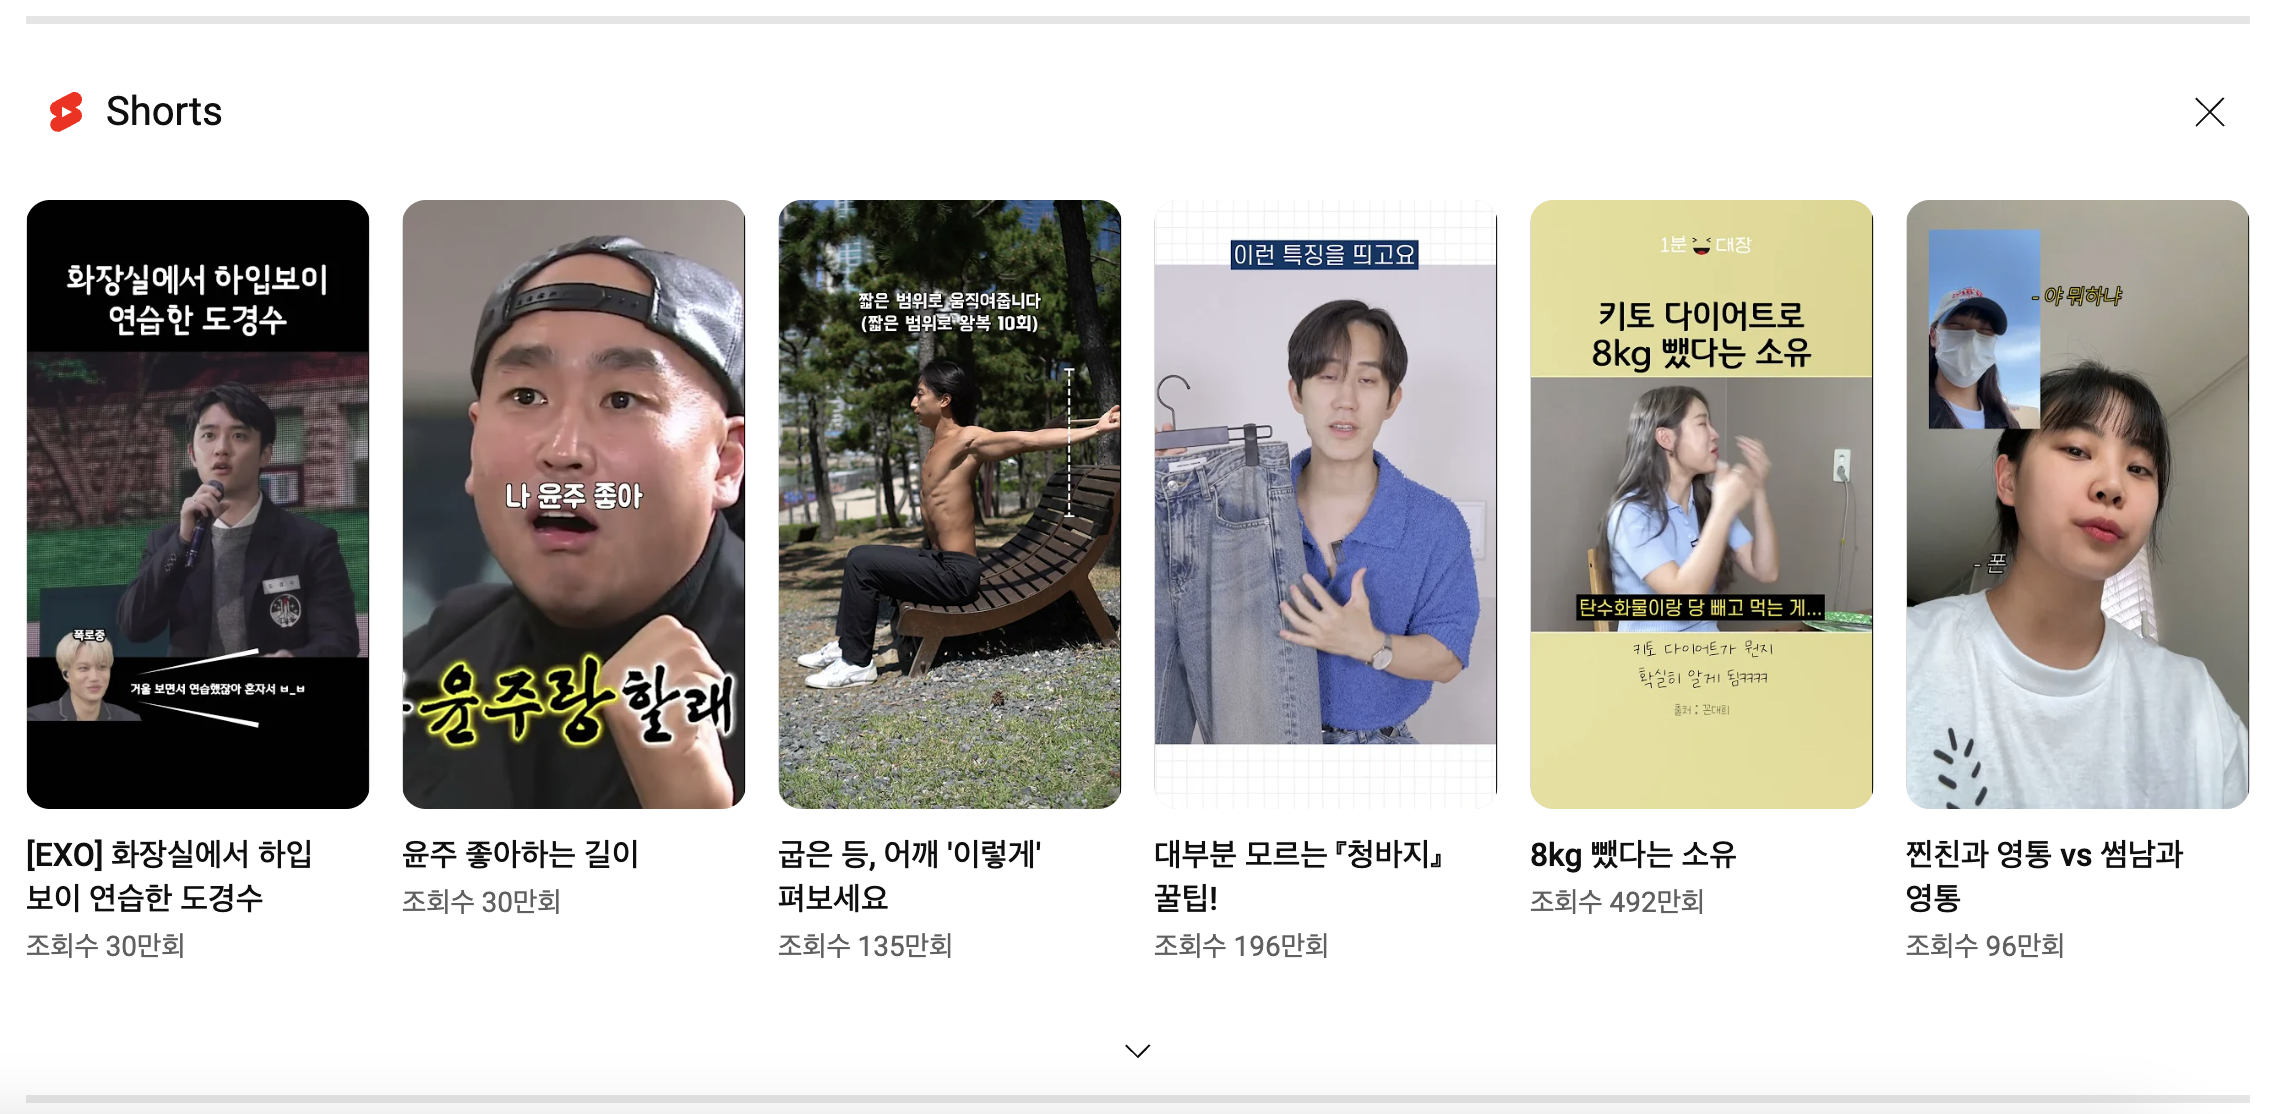 Shorts
화장실에서 하입보이
연습한 도경수
폭로중
거울 보면서 연습했잖아 혼자서 ㅂ_ㅂ
[EXO] 화장실에서 하입
보이 연습한 도경수
조회수 30만회
나 윤주 좋아
윤주랑 할래
윤주 좋아하는 길이
조회수 30만회
짧은 범위로 움직여줍니다
(짧은 범위로 왕복 10회)
굽은 등, 어깨 '이렇게'
펴보세요
조회수 135만회
이런 특징을 띄고요
대부분 모르는 『청바지』
꿀팁!
조회수 196만회
1분 대장
키토 다이어트로
8kg 뺐다는 소유
탄수화물이랑 당 빼고 먹는 게...
키토 다이어트가 뭔지
확실히 알게 됨ㅋㅋㅋㅋ
출처 : 꼰대희
8kg 뺐다는 소유
조회수 492만회
- 야 뭐하냐
- 폰
찐친과 영통 vs 썸남과
영통
조회수 96만회